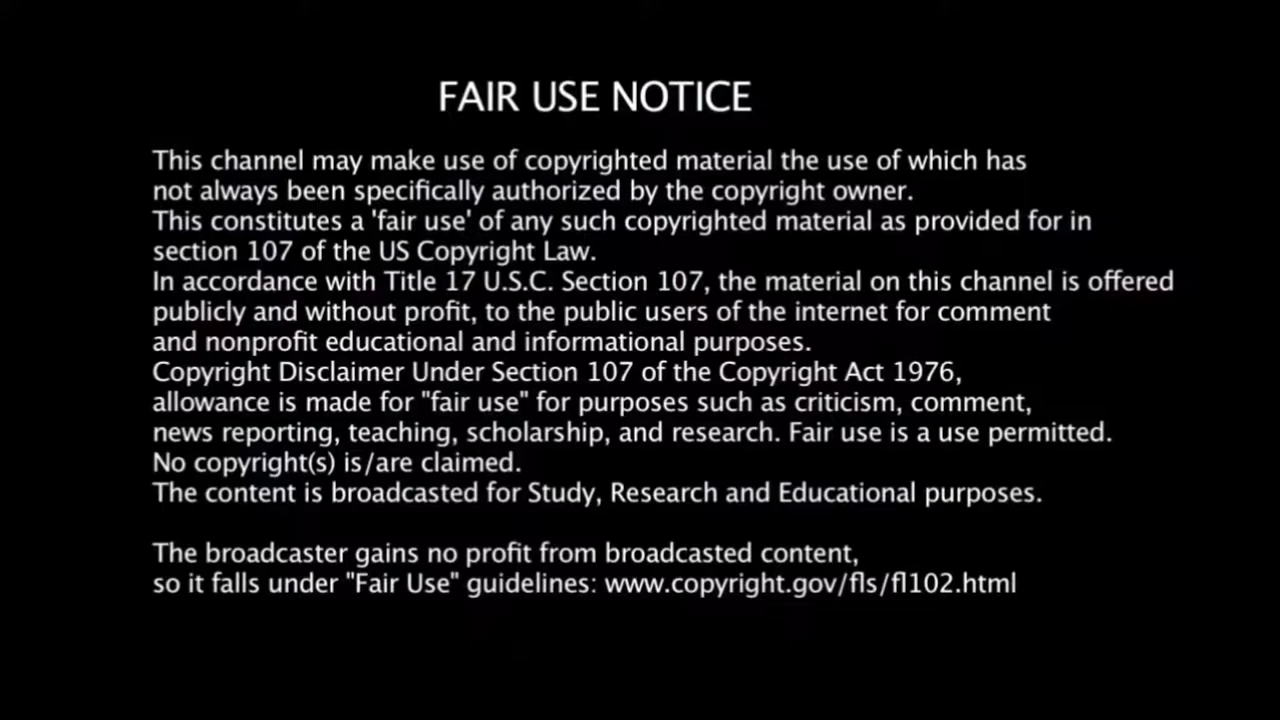 FAIR USE NOTICE
This channel may make use of copyrighted material the use of which has
not always been specifically authorized by the copyright owner.
This constitutes a 'fair use' of any such copyrighted material as provided for in
section 107 of the US Copyright Law.
In accordance with Title 17 U.S.C. Section 107, the material on this channel is offered
publicly and without profit, to the public users of the internet for comment
and nonprofit educational and informational purposes.
Copyright Disclaimer Under Section 107 of the Copyright Act 1976,
allowance is made for "fair use" for purposes such as criticism, comment,
news reporting, teaching, scholarship, and research. Fair use is a use permitted.
No copyright(s) is/are claimed.
The content is broadcasted for Study, Research and Educational purposes.
The broadcaster gains no profit from broadcasted content,
so it falls under "Fair Use" guidelines: www.copyright.gov/fls/fl102.html